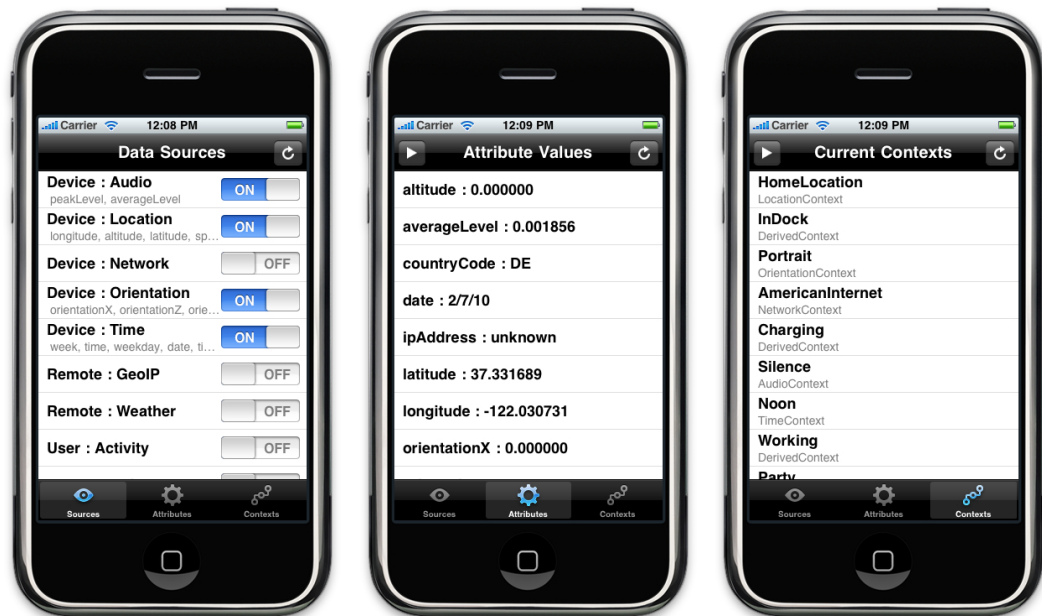 Carrier 12:08 PM
Data Sources
Device : Audio
peakLevel, averageLevel
ON
Device : Location
longitude, altitude, latitude, sp...
ON
Device : Network
OFF
Device : Orientation
orientationX, orientationZ, orie...
ON
Device : Time
week, time, weekday, date, ti...
ON
Remote : GeoIP
OFF
Remote : Weather
OFF
User : Activity
OFF
Sources Attributes Contexts
Carrier 12:09 PM
Attribute Values
altitude : 0.000000
averageLevel : 0.001856
countryCode : DE
date : 2/7/10
ipAddress : unknown
latitude : 37.331689
longitude : -122.030731
orientationX : 0.000000
Sources Attributes Contexts
Carrier 12:09 PM
Current Contexts
HomeLocation
LocationContext
InDock
DerivedContext
Portrait
OrientationContext
AmericanInternet
NetworkContext
Charging
DerivedContext
Silence
AudioContext
Noon
TimeContext
Working
DerivedContext
Party
Sources Attributes Contexts